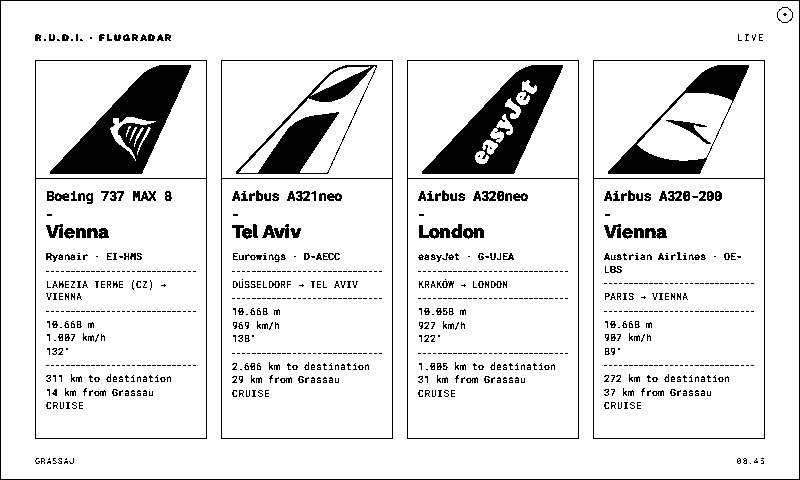 R.U.D.I. · FLUGRADAR
LIVE
easyJet
Boeing 737 MAX 8
-
Vienna
Ryanair · EI-HMS
LAMEZIA TERME (CZ) →
VIENNA
10.668 m
1.007 km/h
132°
311 km to destination
14 km from Grassau
CRUISE
Airbus A321neo
-
Tel Aviv
Eurowings · D-AECC
DÜSSELDORF → TEL AVIV
10.668 m
969 km/h
138°
2.606 km to destination
29 km from Grassau
CRUISE
Airbus A320neo
-
London
easyJet · G-UJEA
KRAKÓW → LONDON
10.058 m
927 km/h
122°
1.005 km to destination
31 km from Grassau
CRUISE
Airbus A320-200
-
Vienna
Austrian Airlines · OE-
LBS
PARIS → VIENNA
10.668 m
907 km/h
89°
272 km to destination
37 km from Grassau
CRUISE
GRASSAU
08.45